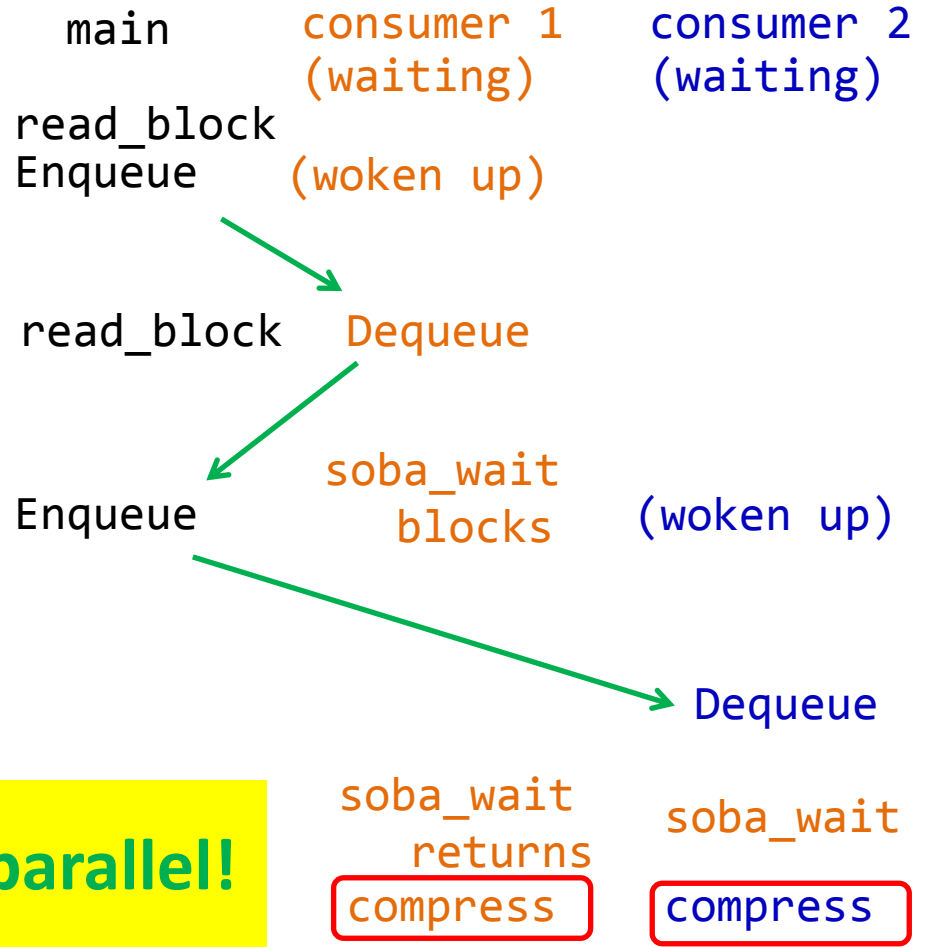 main consumer 1 consumer 2
(waiting) (waiting)
read_block
Enqueue (woken up)
read_block Dequeue
soba_wait
Enqueue blocks (woken up)
Dequeue
soba_wait soba_wait
returns
parallel!
compress compress